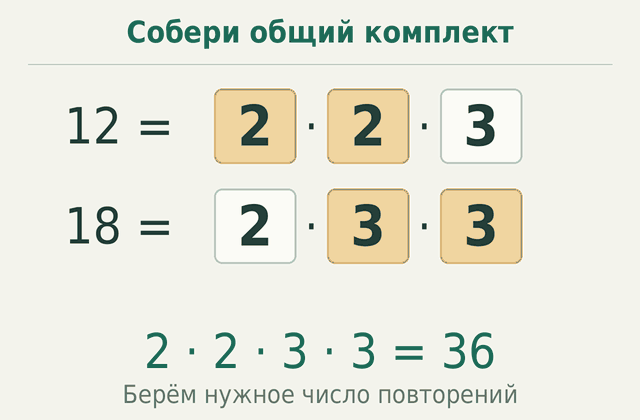 Собери общий комплект
12 = 2 · 2 · 3
18 = 2 · 3 · 3
2 · 2 · 3 · 3 = 36
Берём нужное число повторений